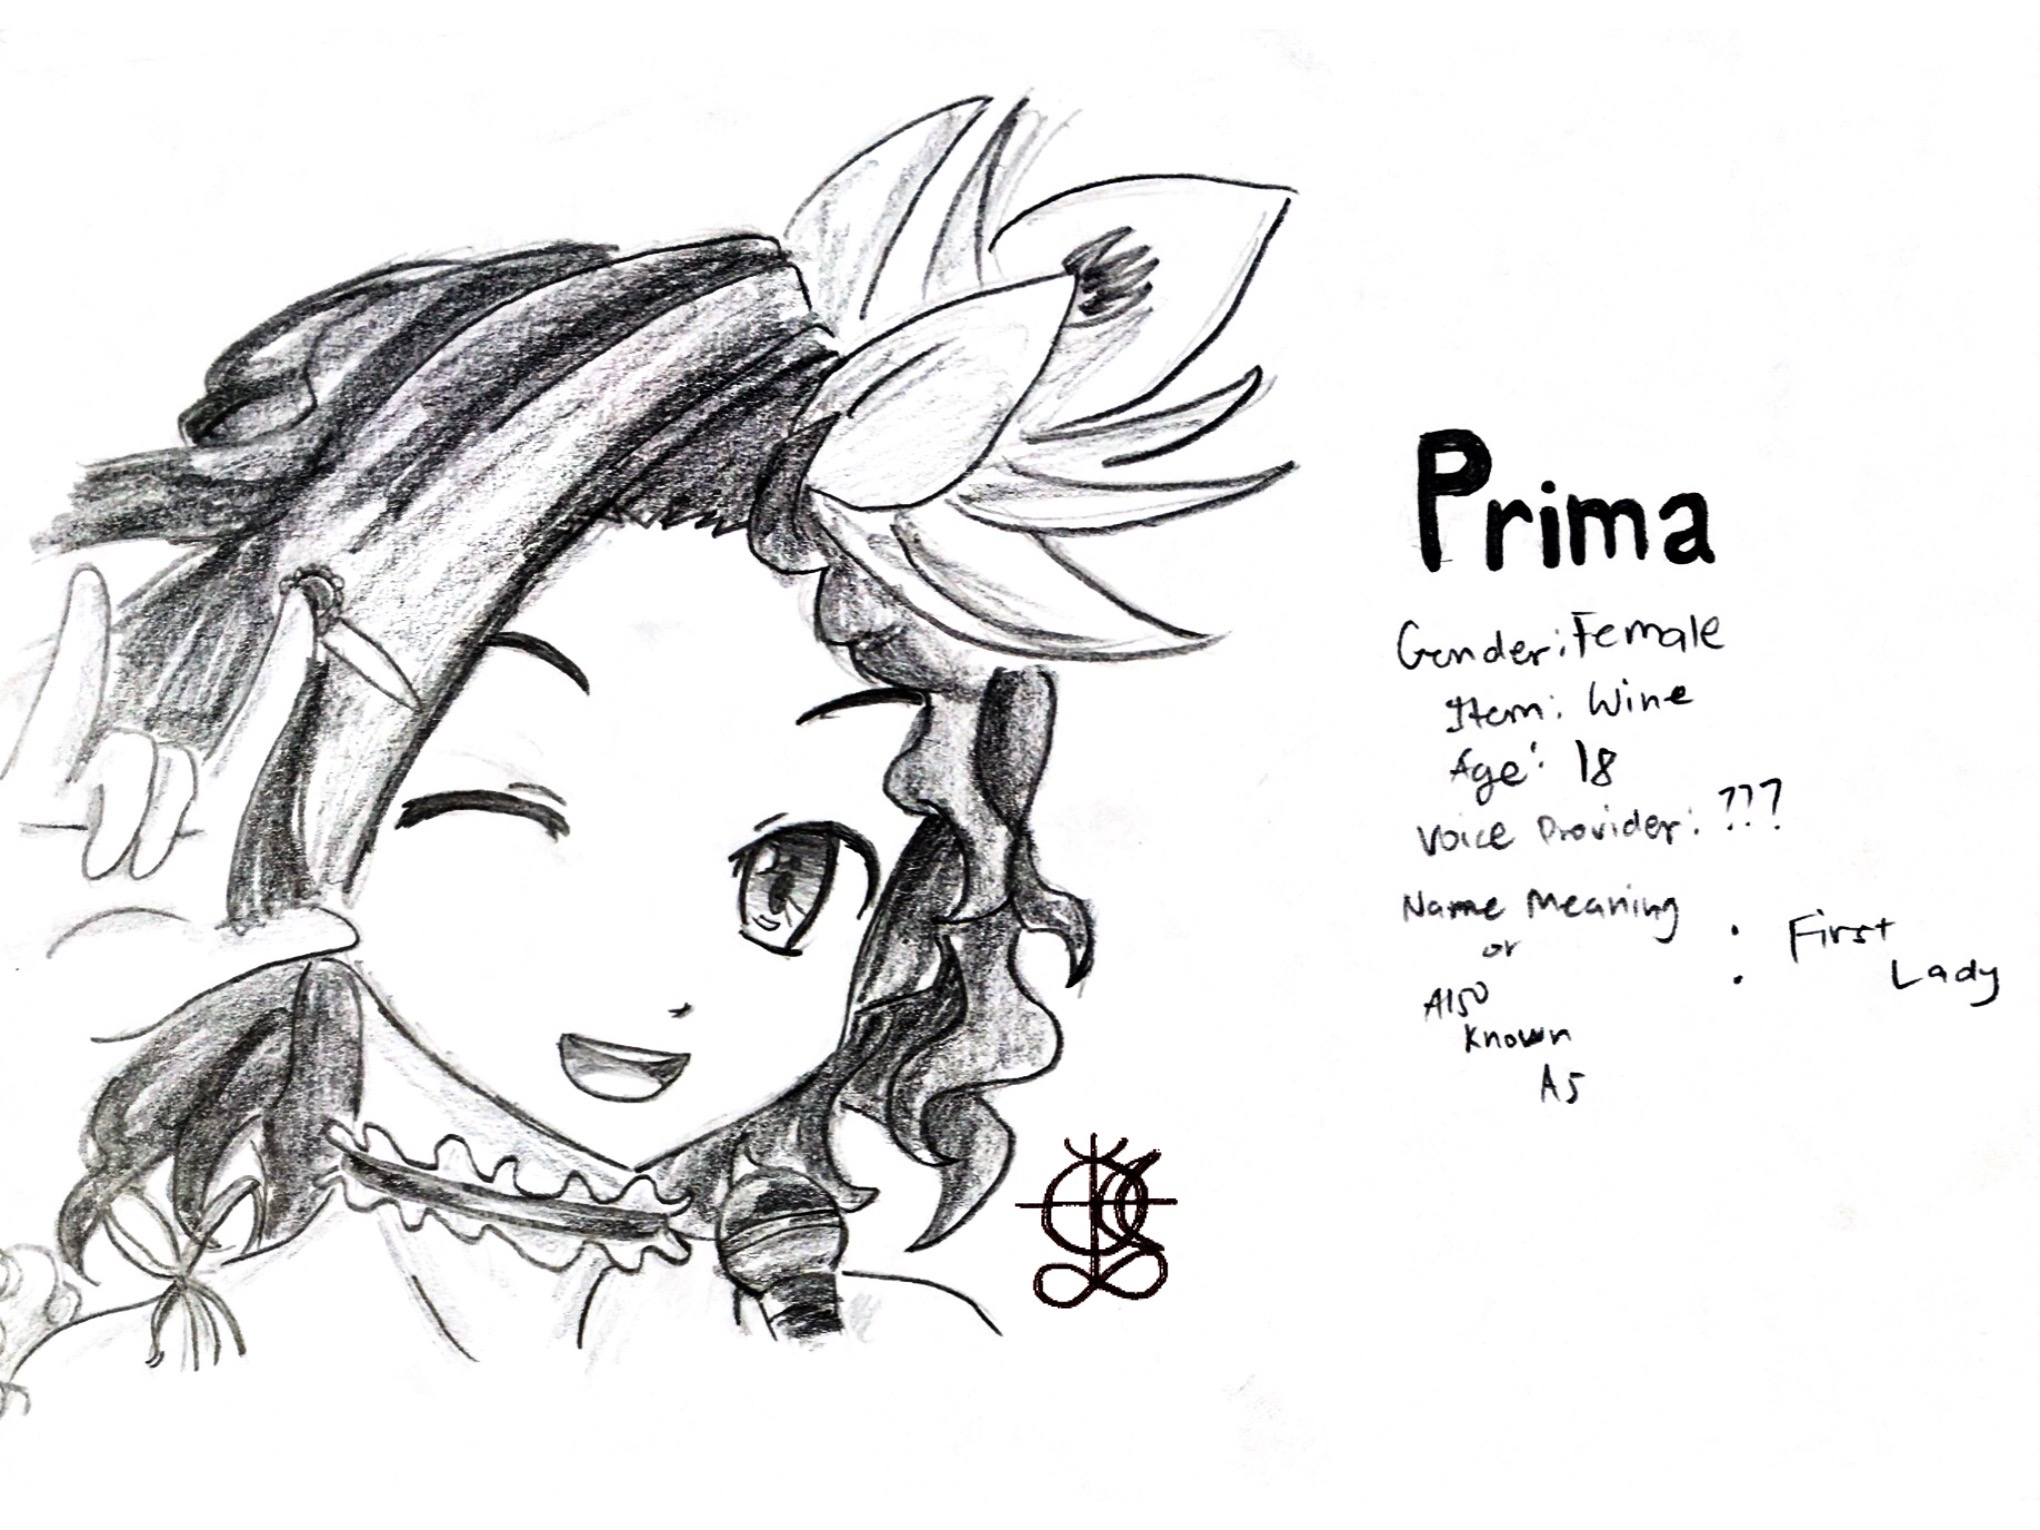 Prima
Gender: Female
Item: Wine
Age: 18
Voice Provider: ???
Name Meaning
or
Also
Known
As
: First
Lady